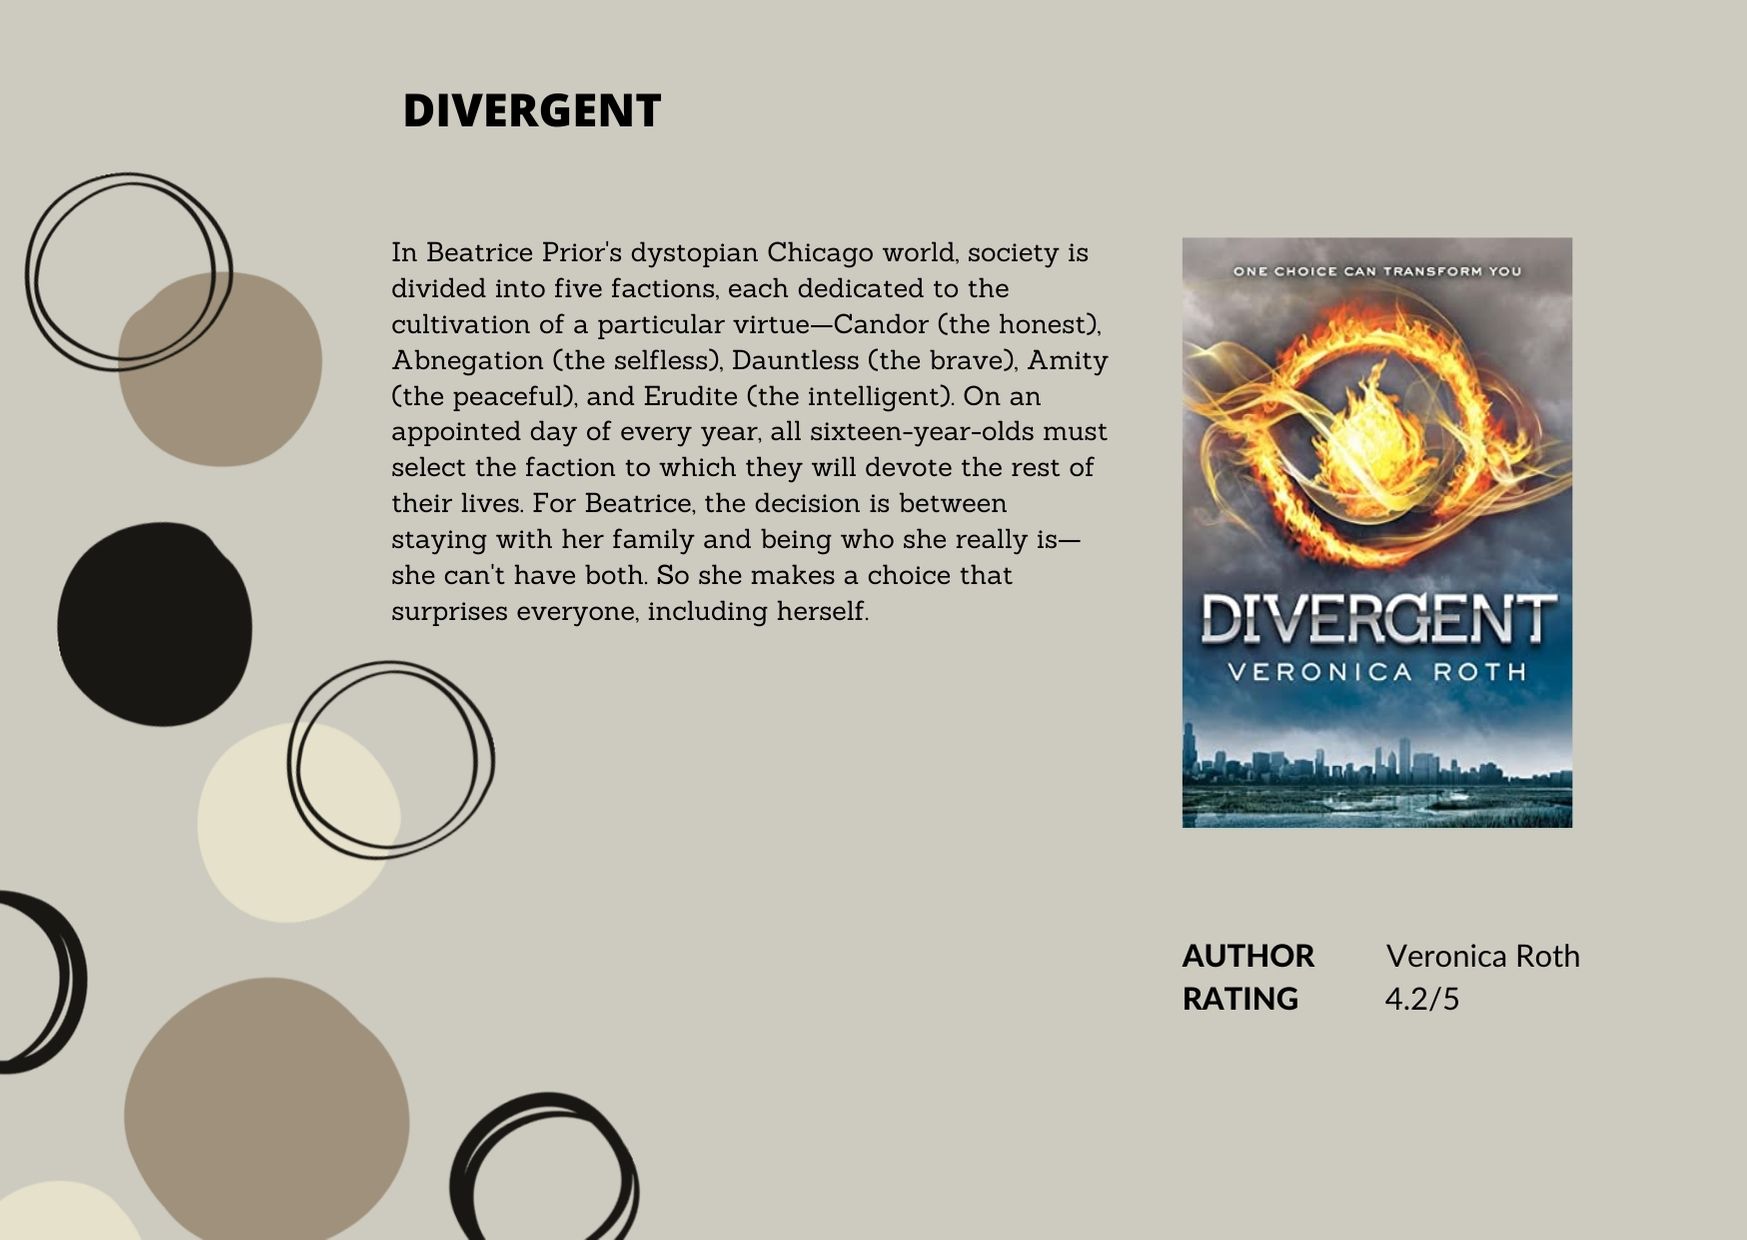 DIVERGENT
In Beatrice Prior's dystopian Chicago world, society is
divided into five factions, each dedicated to the
cultivation of a particular virtue—Candor (the honest),
Abnegation (the selfless), Dauntless (the brave), Amity
(the peaceful), and Erudite (the intelligent). On an
appointed day of every year, all sixteen-year-olds must
select the faction to which they will devote the rest of
their lives. For Beatrice, the decision is between
staying with her family and being who she really is—
she can't have both. So she makes a choice that
surprises everyone, including herself.
ONE CHOICE CAN TRANSFORM YOU
DIVERGENT
VERONICA ROTH
AUTHOR Veronica Roth
RATING 4.2/5